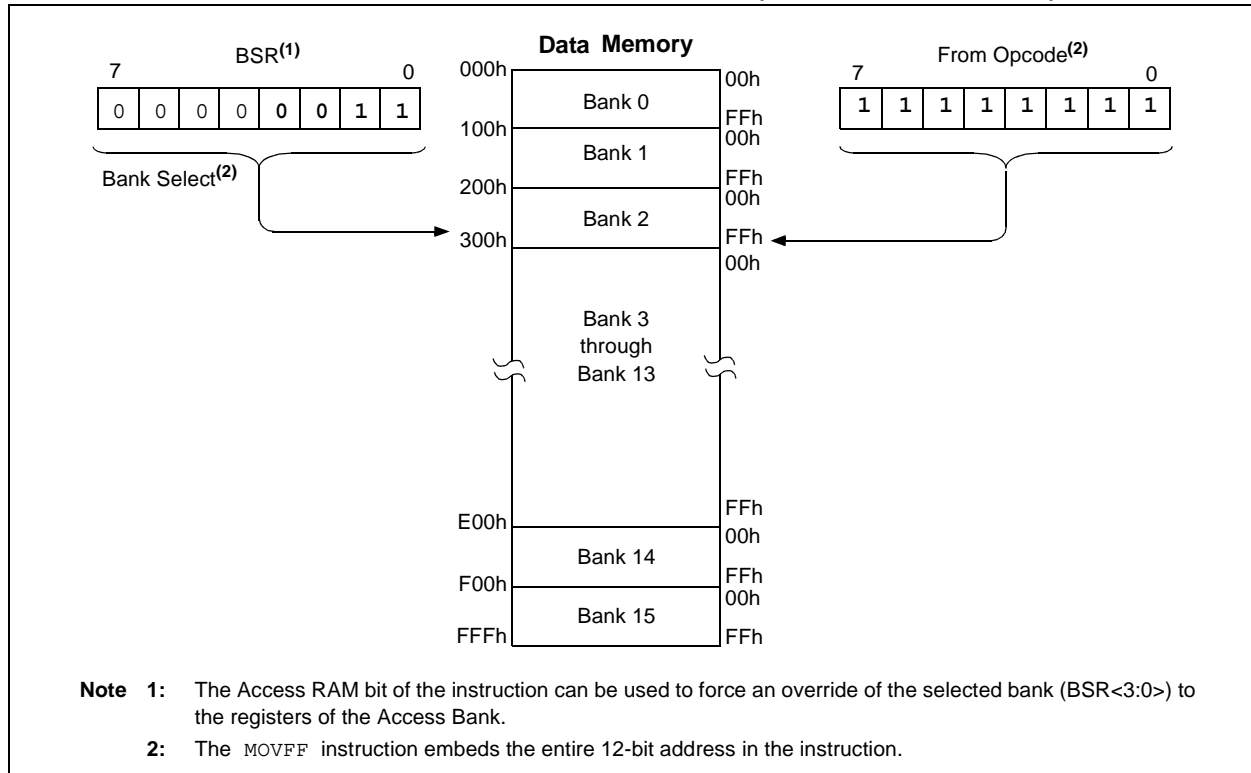 BSR(1)
7 0
0 0 0 0 0 0 1 1
Bank Select(2)
Data Memory
000h
100h
200h
300h
E00h
F00h
FFFh
Bank 0
Bank 1
Bank 2
Bank 3
through
Bank 13
Bank 14
Bank 15
00h
FFh
00h
FFh
00h
FFh
00h
FFh
00h
FFh
00h
FFh
From Opcode(2)
7 0
1 1 1 1 1 1 1 1
Note 1: The Access RAM bit of the instruction can be used to force an override of the selected bank (BSR<3:0>) to
the registers of the Access Bank.
2: The MOVFF instruction embeds the entire 12-bit address in the instruction.